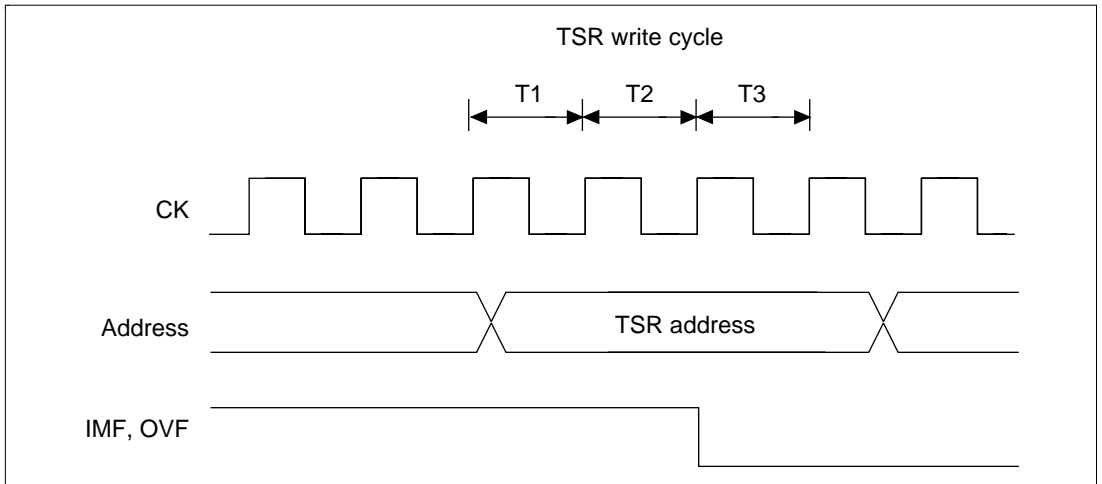 TSR write cycle
T1 T2 T3
CK
Address TSR address
IMF, OVF